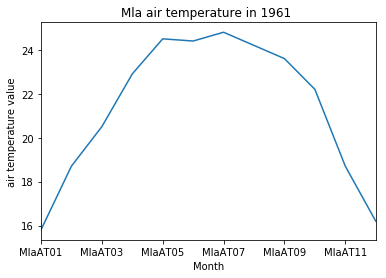 Mla air temperature in 1961
air temperature value
24
22
20
18
16
MlaAT01 MlaAT03 MlaAT05 MlaAT07 MlaAT09 MlaAT11
Month